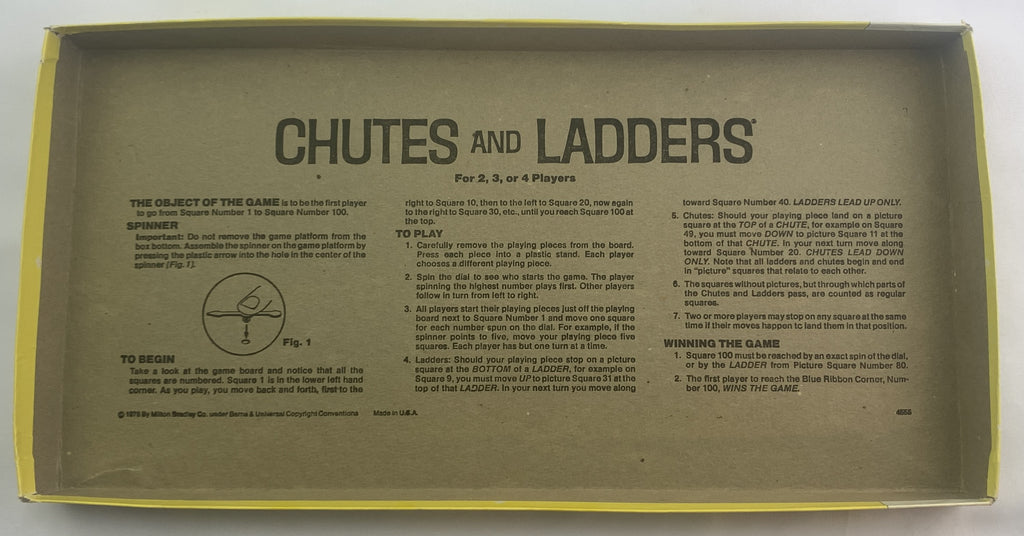 CHUTES AND LADDERS®
For 2, 3, or 4 Players
THE OBJECT OF THE GAME is to be the first player
to go from Square Number 1 to Square Number 100.
SPINNER
Important: Do not remove the game platform from the
box bottom. Assemble the spinner on the game platform by
pressing the plastic arrow into the hole in the center of the
spinner [Fig. 1].
Fig. 1
TO BEGIN
Take a look at the game board and notice that all the
squares are numbered. Square 1 is in the lower left hand
corner. As you play, you move back and forth, first to the
right to Square 10, then to the left to Square 20, now again
to the right to Square 30, etc., until you reach Square 100 at
the top.
TO PLAY
1. Carefully remove the playing pieces from the board.
Press each piece into a plastic stand. Each player
chooses a different playing piece.
2. Spin the dial to see who starts the game. The player
spinning the highest number plays first. Other players
follow in turn from left to right.
3. All players start their playing pieces just off the playing
board next to Square Number 1 and move one square
for each number spun on the dial. For example, if the
spinner points to five, move your playing piece five
squares. Each player has but one turn at a time.
4. Ladders: Should your playing piece stop on a picture
square at the BOTTOM of a LADDER, for example on
Square 9, you must move UP to picture Square 31 at the
top of that LADDER. In your next turn you move along
toward Square Number 40. LADDERS LEAD UP ONLY.
5. Chutes: Should your playing piece land on a picture
square at the TOP of a CHUTE, for example on Square
49, you must move DOWN to picture Square 11 at the
bottom of that CHUTE. In your next turn move along
toward Square Number 20. CHUTES LEAD DOWN
ONLY. Note that all ladders and chutes begin and end
in "picture" squares that relate to each other.
6. The squares without pictures, but through which parts of
the Chutes and Ladders pass, are counted as regular
squares.
7. Two or more players may stop on any square at the same
time if their moves happen to land them in that position.
WINNING THE GAME
1. Square 100 must be reached by an exact spin of the dial,
or by the LADDER from Picture Square Number 80.
2. The first player to reach the Blue Ribbon Corner, Num-
ber 100, WINS THE GAME.
© 1978 By Milton Bradley Co. under Berne & Universal Copyright Conventions Made in U.S.A.
4555